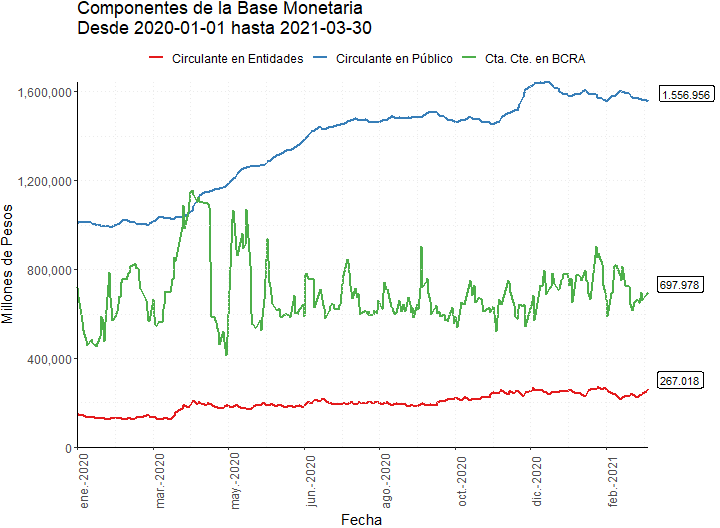 Componentes de la Base Monetaria
Desde 2020-01-01 hasta 2021-03-30
Circulante en Entidades Circulante en Público Cta. Cte. en BCRA
Millones de Pesos
1,600,000
1,200,000
800,000
400,000
0
1.556.956
697.978
267.018
ene.-2020
mar.-2020
may.-2020
jun.-2020
ago.-2020
oct.-2020
dic.-2020
feb.-2021
Fecha